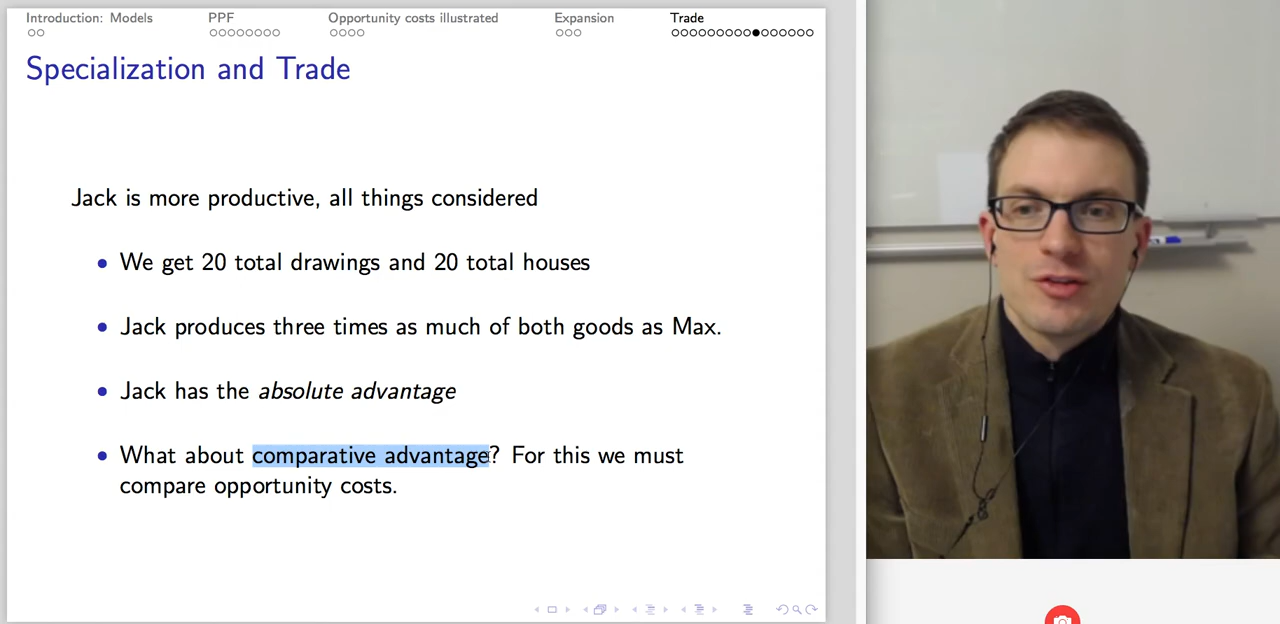 Introduction: Models PPF Opportunity costs illustrated Expansion Trade
Specialization and Trade
Jack is more productive, all things considered
We get 20 total drawings and 20 total houses
Jack produces three times as much of both goods as Max.
Jack has the absolute advantage
What about comparative advantage? For this we must
compare opportunity costs.